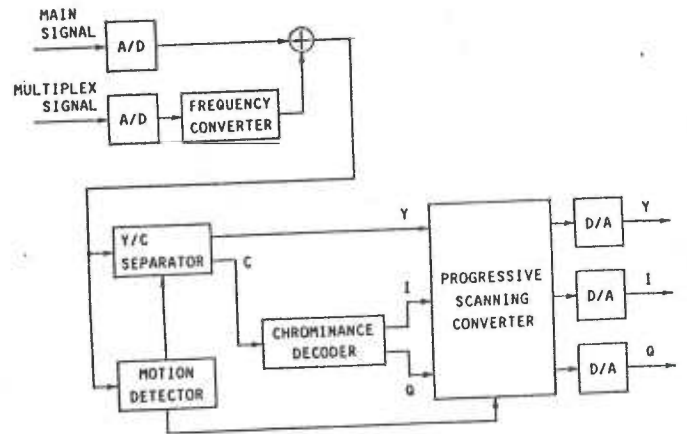 MAIN
SIGNAL
A/D
MULTIPLEX
SIGNAL
A/D
FREQUENCY
CONVERTER
Y/C
SEPARATOR
Y
C
I
Q
CHROMINANCE
DECODER
MOTION
DETECTOR
PROGRESSIVE
SCANNING
CONVERTER
D/A
Y
D/A
I
D/A
Q